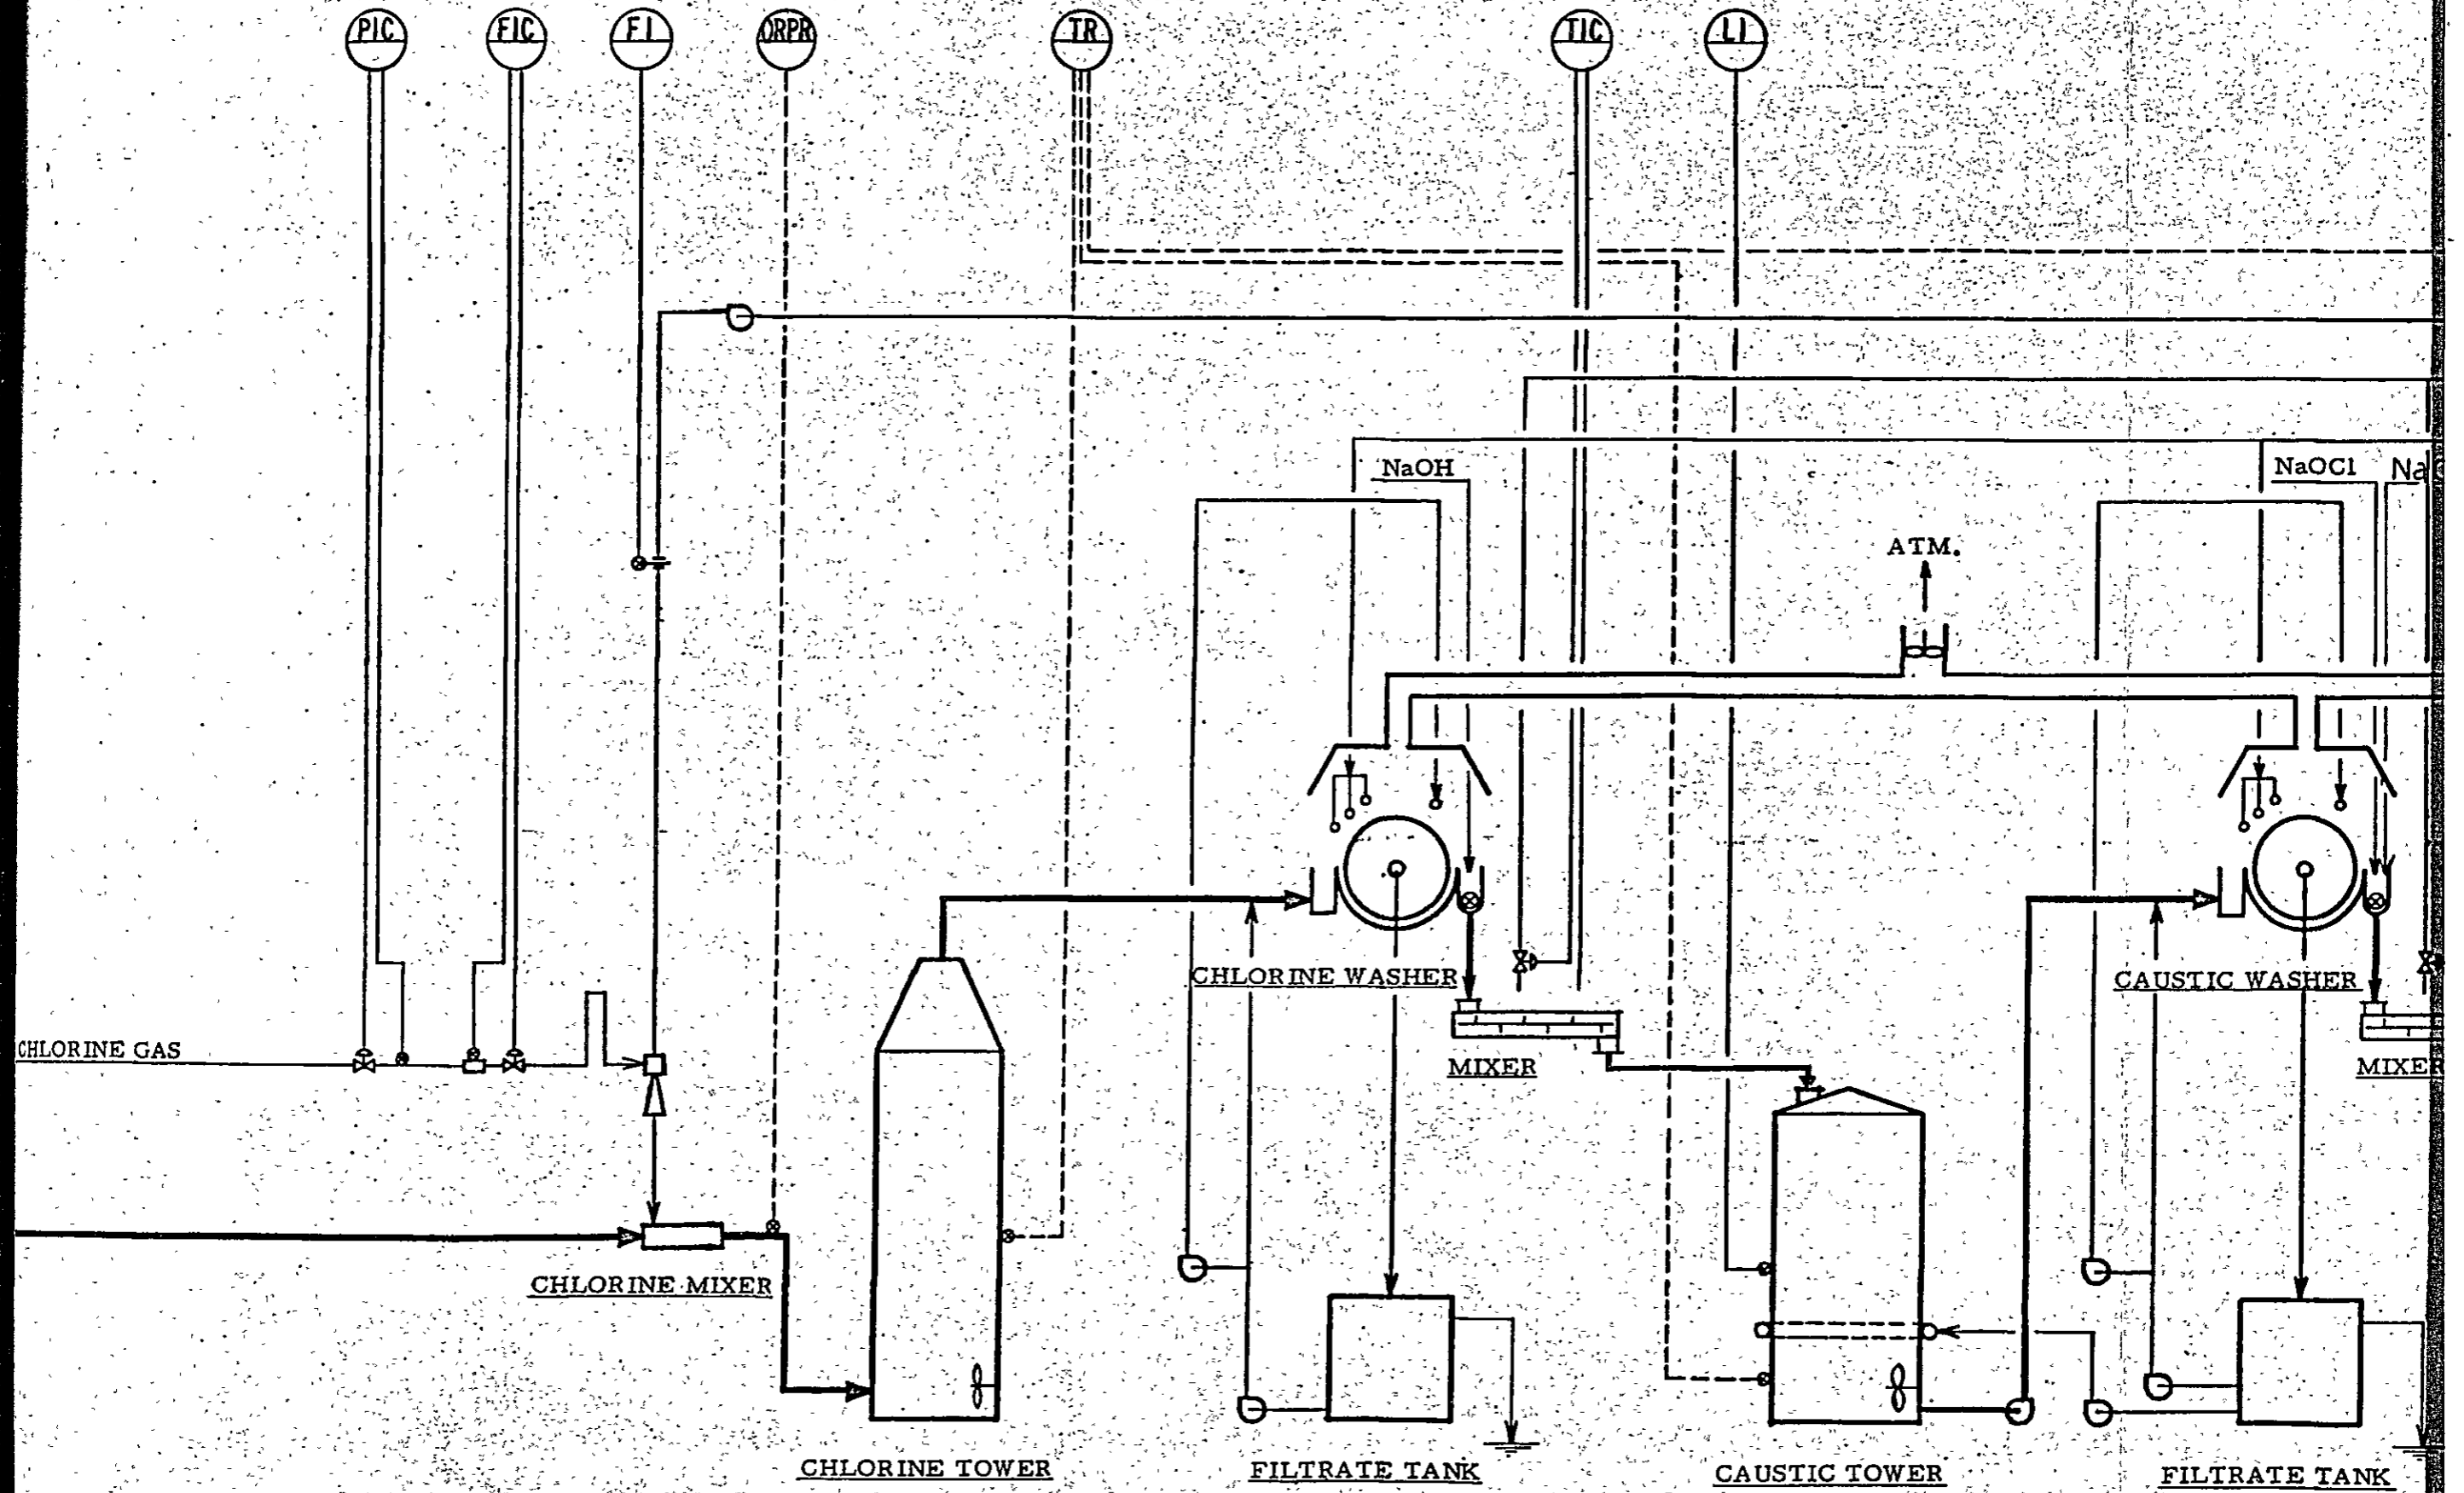 PIC
FIC
FI
ORPR
TR
TIC
LI
NaOH
NaOCl
Na
ATM.
CHLORINE WASHER
CAUSTIC WASHER
CHLORINE GAS
MIXER
MIXER
CHLORINE MIXER
CHLORINE TOWER
FILTRATE TANK
CAUSTIC TOWER
FILTRATE TANK